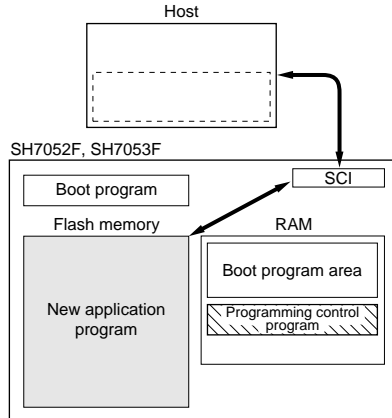 Host
SH7052F, SH7053F
SCI
Boot program
Flash memory
RAM
Boot program area
New application
program
Programming control
program